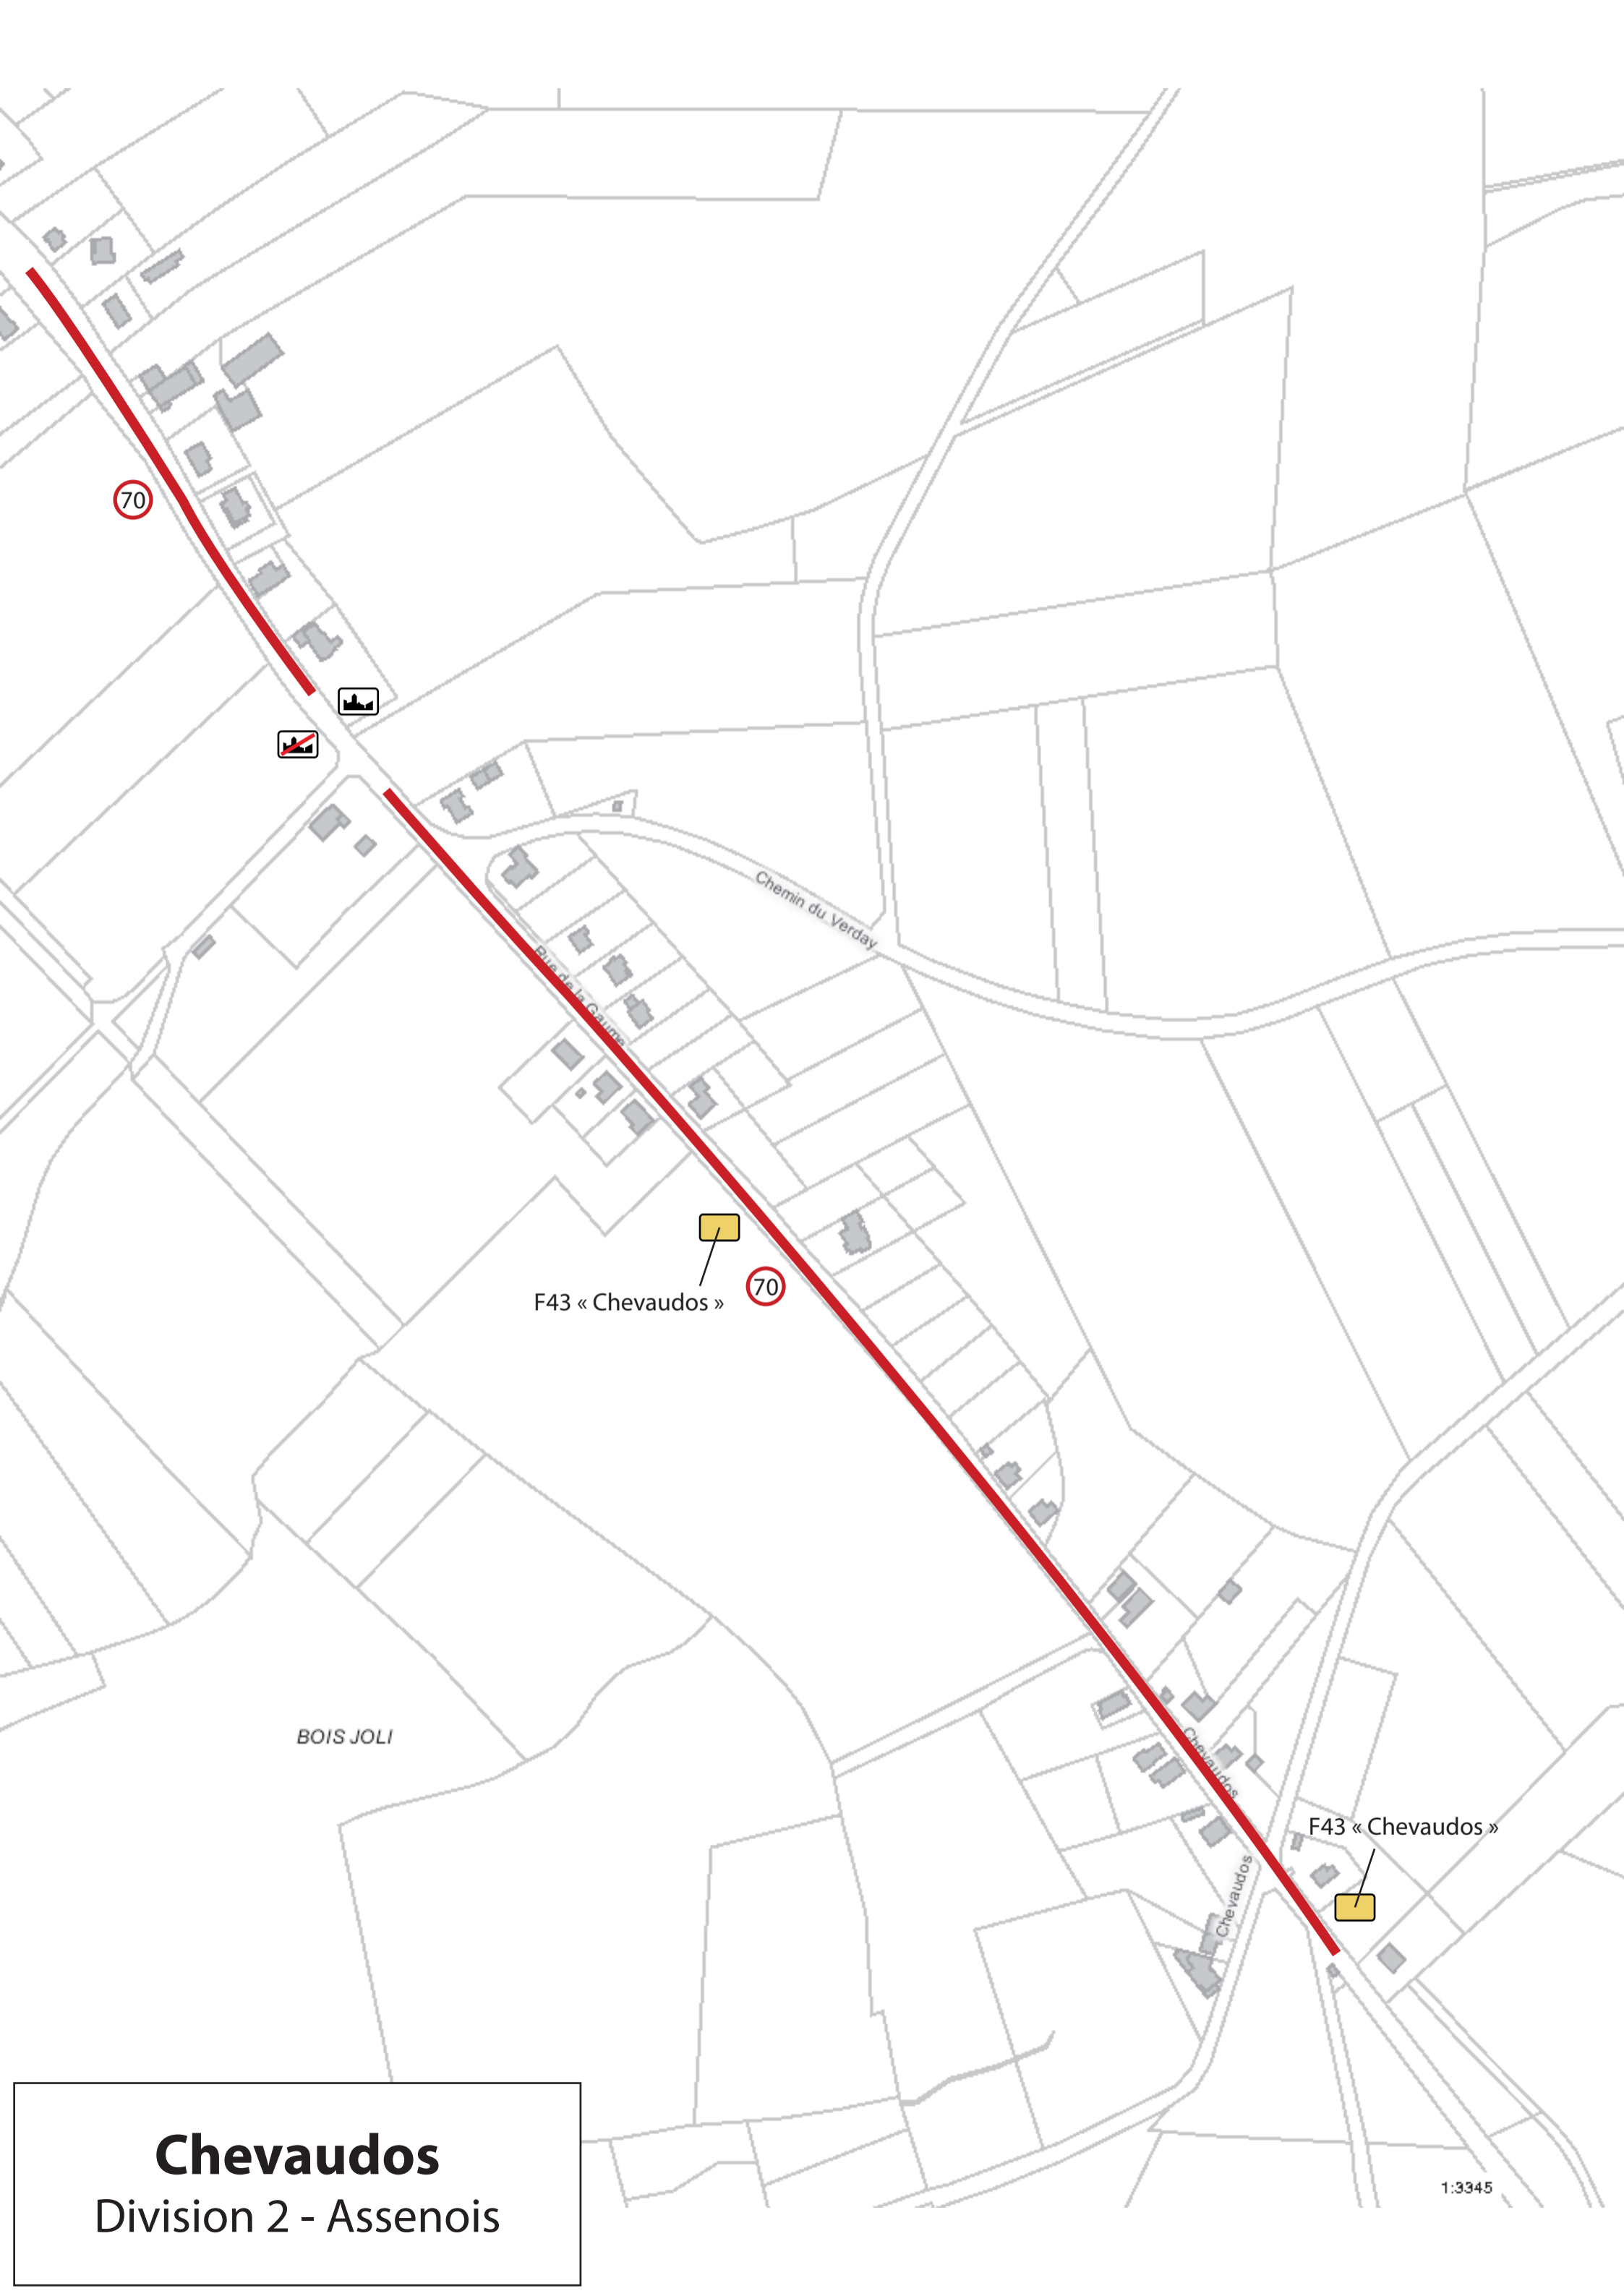 70
Chemin du Verday
Rue de la Gaume
F43 « Chevaudos »
70
BOIS JOLI
Chevaudos
F43 « Chevaudos »
Chevaudos
1:3345
Chevaudos
Division 2 - Assenois